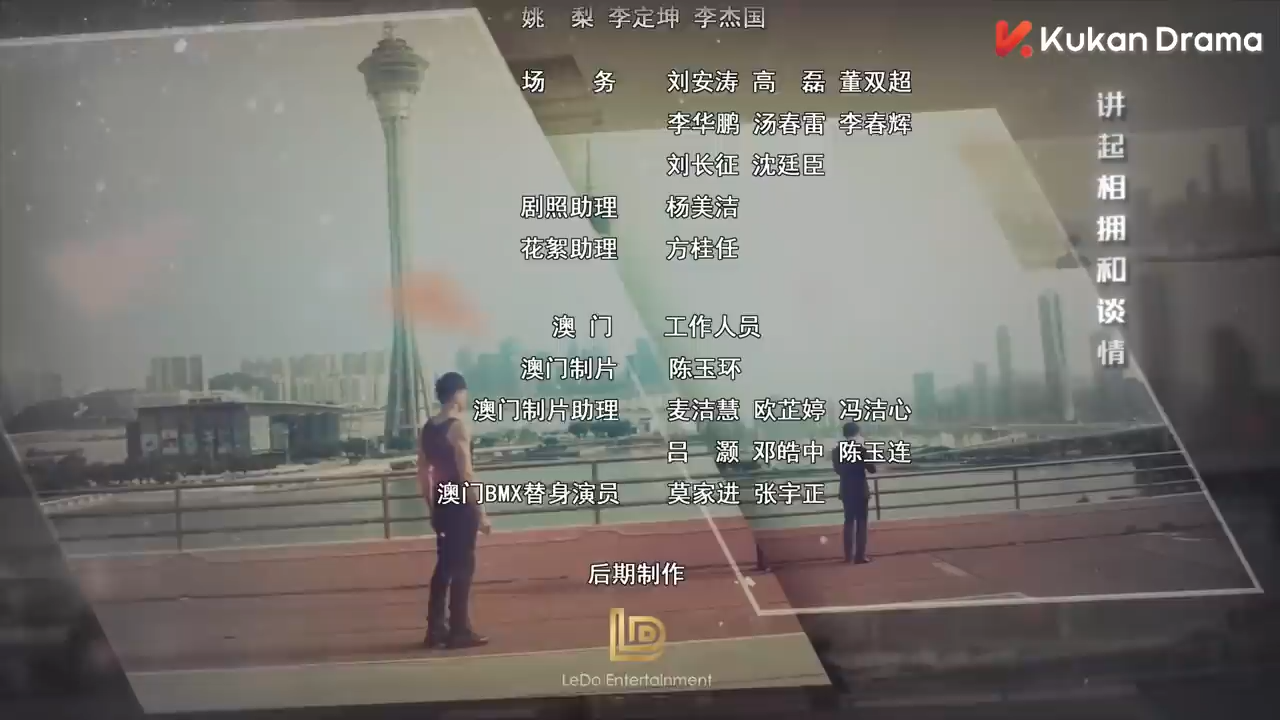 姚 梨 李定坤 李杰国
Kukan Drama
场 务 刘安涛 高 磊 董双超
李华鹏 汤春雷 李春辉
刘长征 沈廷臣
剧照助理 杨美洁
花絮助理 方桂任
澳 门 工作人员
澳门制片 陈玉环
澳门制片助理 麦洁慧 欧芷婷 冯洁心
吕 灏 邓皓中 陈玉连
澳门BMX替身演员 莫家进 张宇正
后期制作
LD
LeDo Entertainment
讲起相拥和谈情